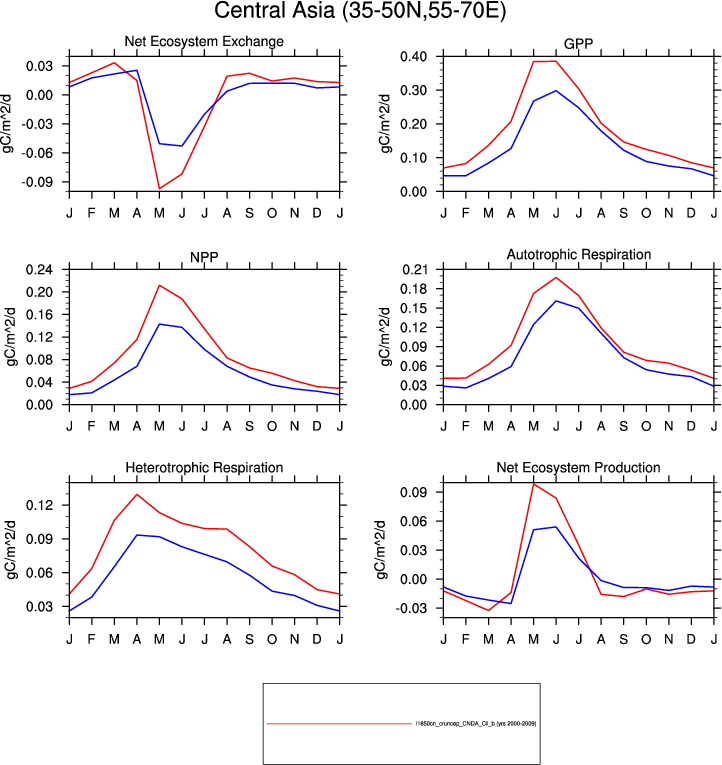 Central Asia (35-50N,55-70E)
Net Ecosystem Exchange
gC/m^2/d
0.03
0.00
-0.03
-0.06
-0.09
J F M A M J J A S O N D J
GPP
gC/m^2/d
0.40
0.30
0.20
0.10
0.00
J F M A M J J A S O N D J
NPP
gC/m^2/d
0.24
0.20
0.16
0.12
0.08
0.04
0.00
J F M A M J J A S O N D J
Autotrophic Respiration
gC/m^2/d
0.21
0.18
0.15
0.12
0.09
0.06
0.03
0.00
J F M A M J J A S O N D J
Heterotrophic Respiration
gC/m^2/d
0.12
0.09
0.06
0.03
J F M A M J J A S O N D J
Net Ecosystem Production
gC/m^2/d
0.09
0.06
0.03
0.00
-0.03
J F M A M J J A S O N D J
i1850cn_cruncep_CNDA_Cli_b (yrs 2000-2009)